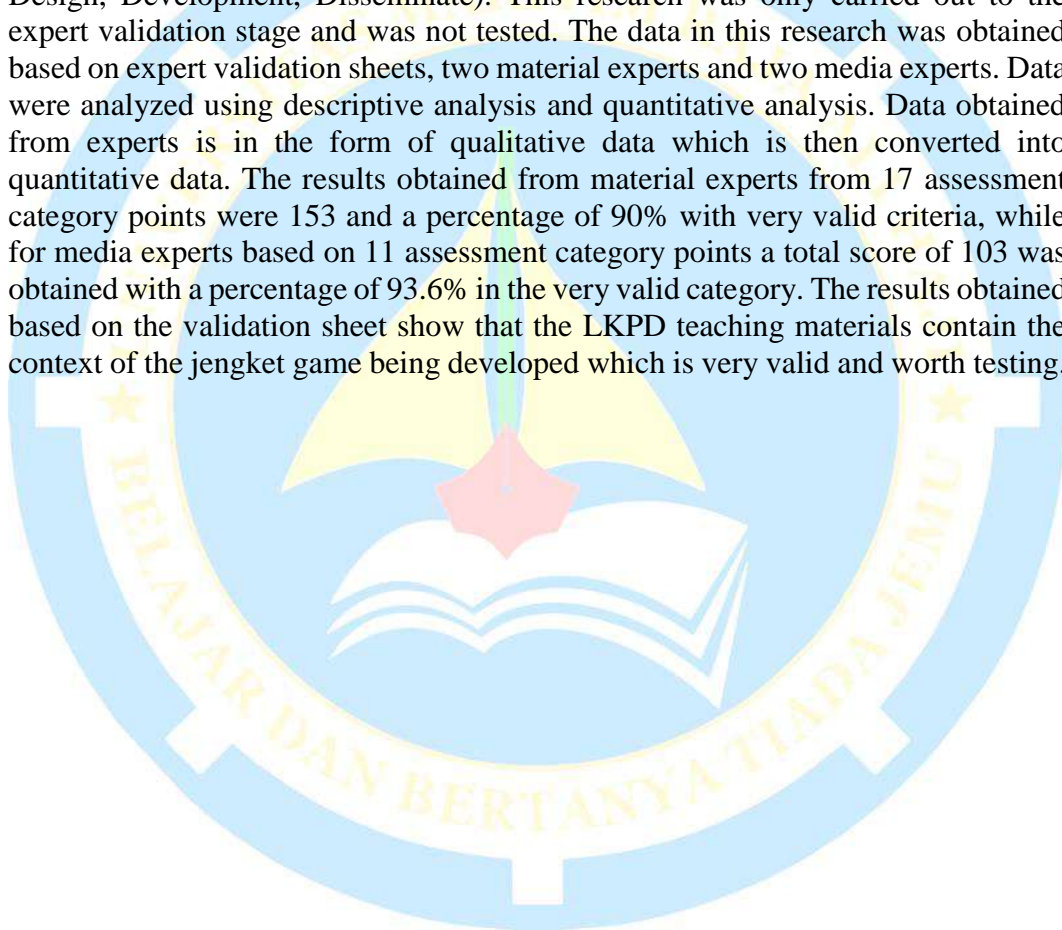 Design, Development, Disseminate). This research was only carried out to the
expert validation stage and was not tested. The data in this research was obtained
based on expert validation sheets, two material experts and two media experts. Data
were analyzed using descriptive analysis and quantitative analysis. Data obtained
from experts is in the form of qualitative data which is then converted into
quantitative data. The results obtained from material experts from 17 assessment
category points were 153 and a percentage of 90% with very valid criteria, while
for media experts based on 11 assessment category points a total score of 103 was
obtained with a percentage of 93.6% in the very valid category. The results obtained
based on the validation sheet show that the LKPD teaching materials contain the
context of the jengket game being developed which is very valid and worth testing.
BELAJAR DAN BERTANYA TIADA JEMU